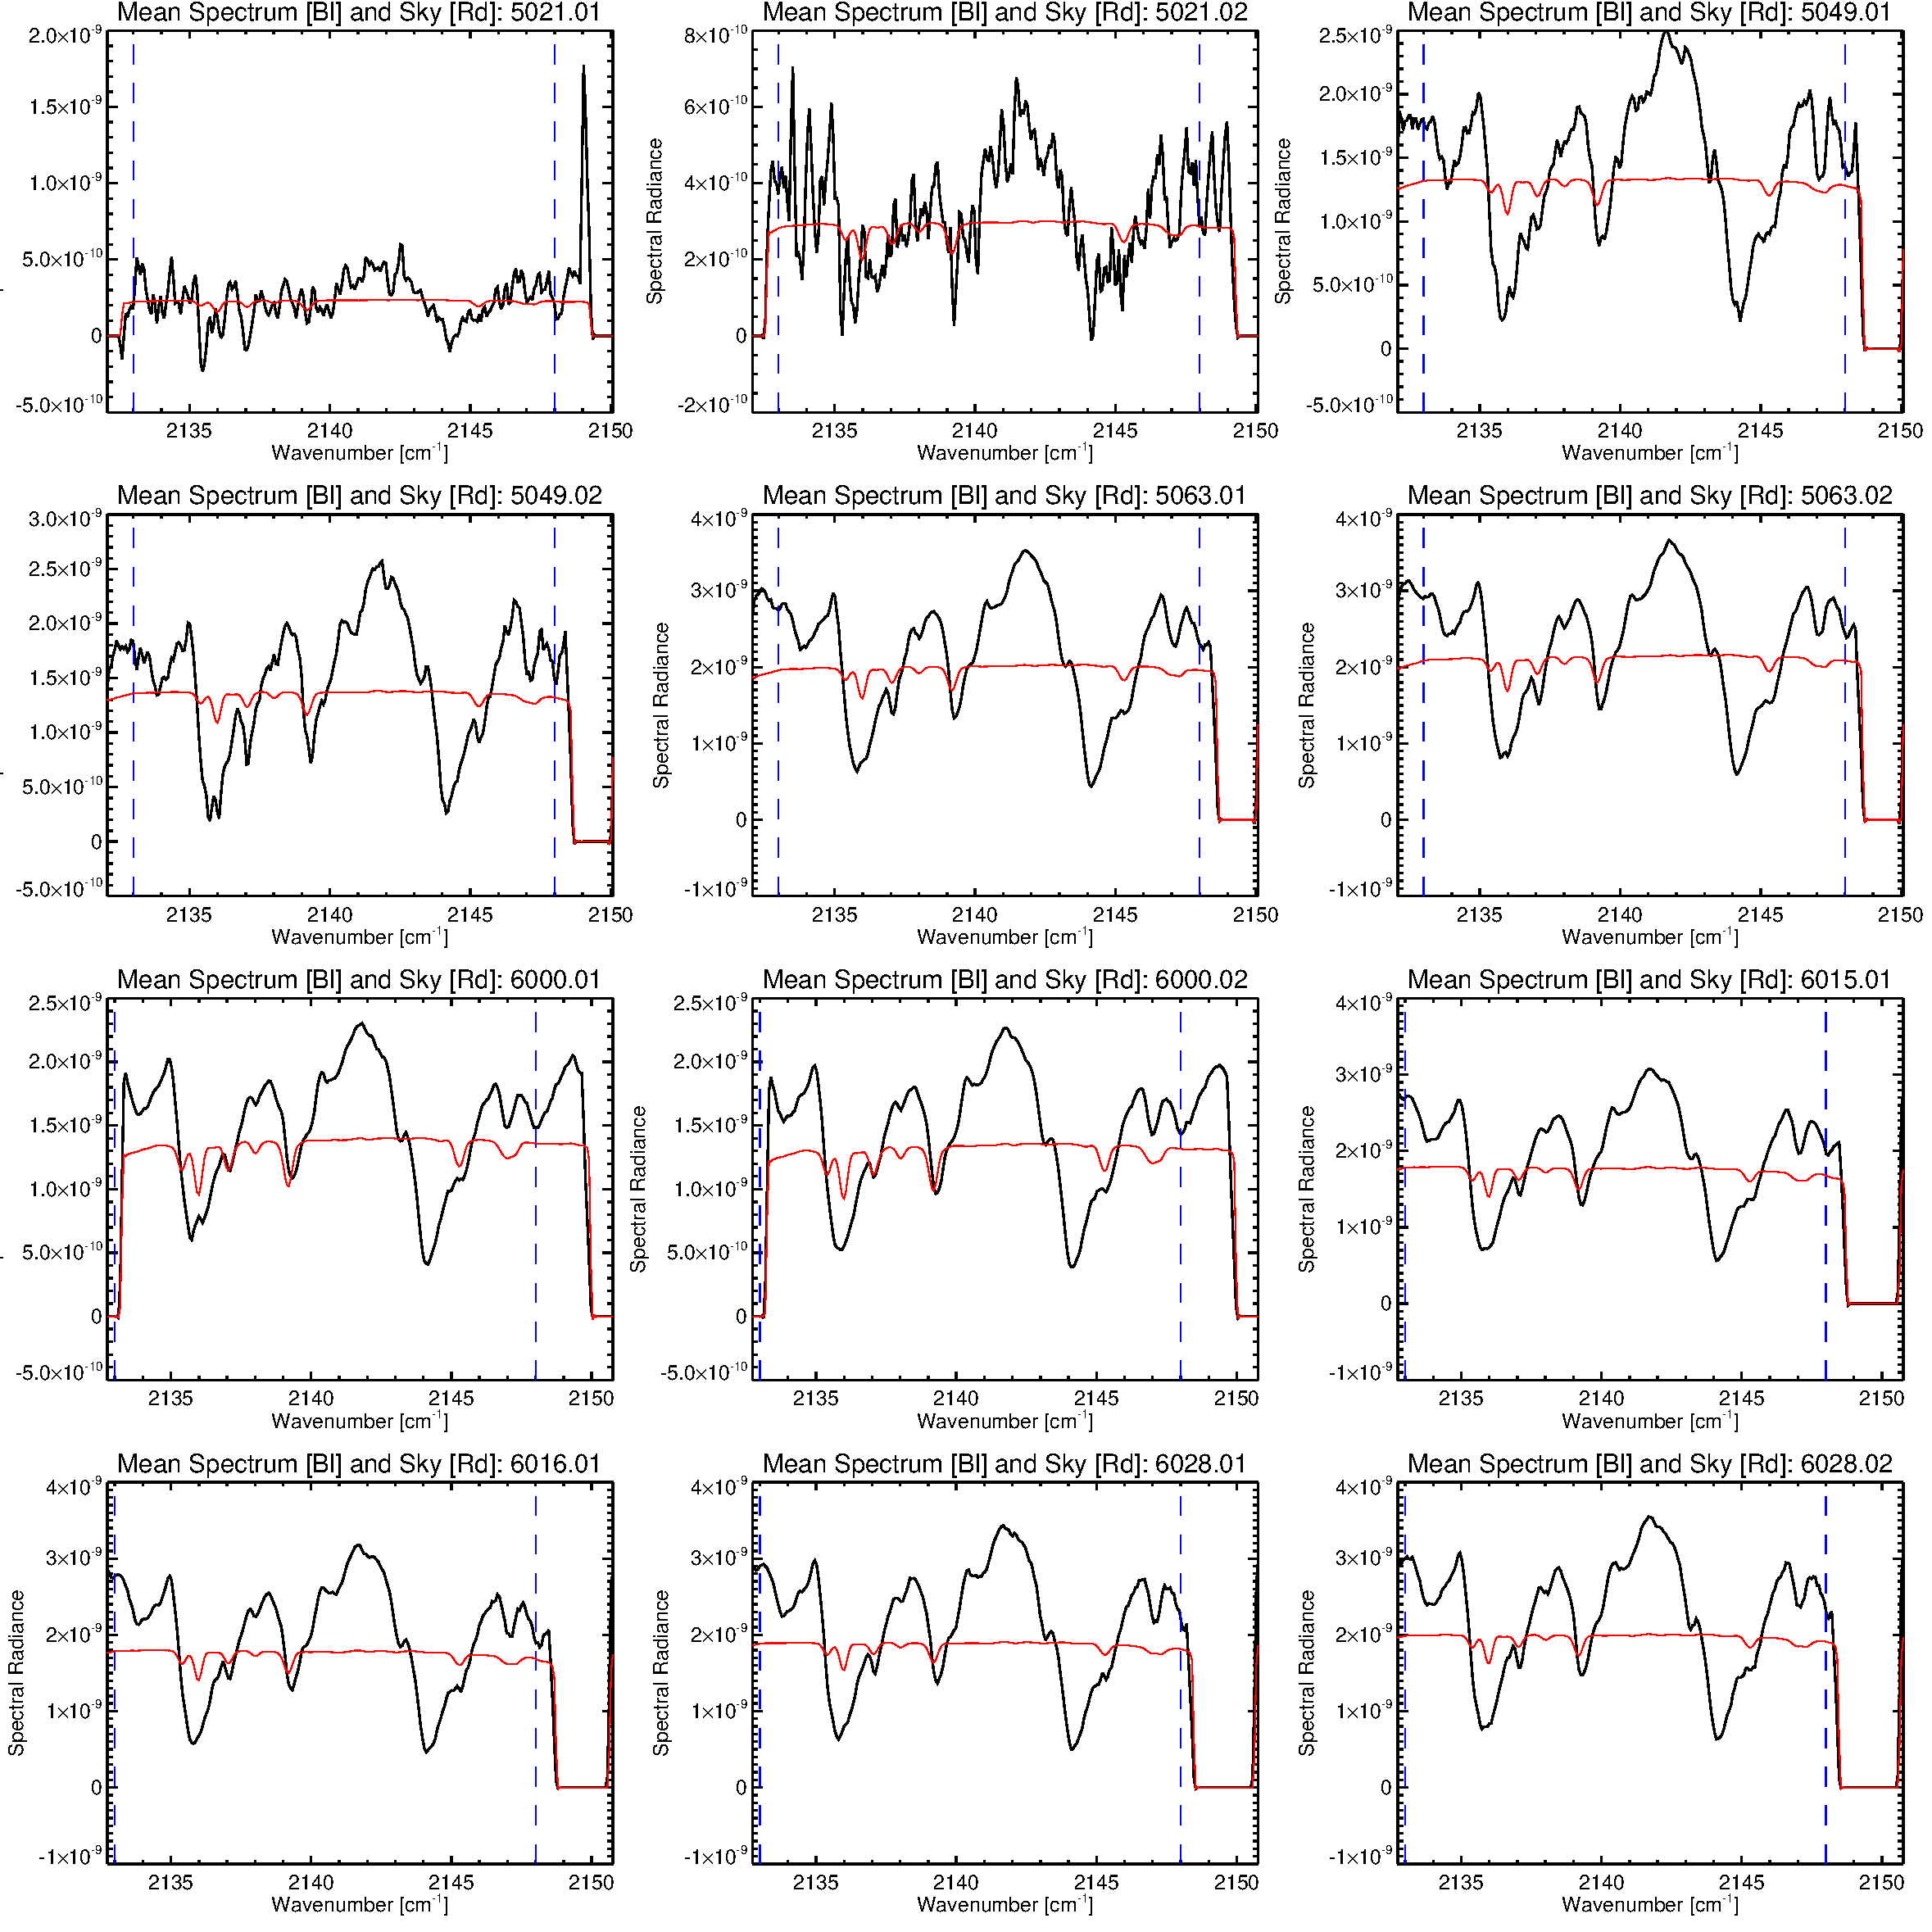 Mean Spectrum [Bl] and Sky [Rd]: 5021.01
2.0×10⁻⁹
1.5×10⁻⁹
1.0×10⁻⁹
5.0×10⁻¹⁰
0
-5.0×10⁻¹⁰
2135 2140 2145 2150
Wavenumber [cm⁻¹]
Mean Spectrum [Bl] and Sky [Rd]: 5021.02
Spectral Radiance
8×10⁻¹⁰
6×10⁻¹⁰
4×10⁻¹⁰
2×10⁻¹⁰
0
-2×10⁻¹⁰
2135 2140 2145 2150
Wavenumber [cm⁻¹]
Mean Spectrum [Bl] and Sky [Rd]: 5049.01
Spectral Radiance
2.5×10⁻⁹
2.0×10⁻⁹
1.5×10⁻⁹
1.0×10⁻⁹
5.0×10⁻¹⁰
0
-5.0×10⁻¹⁰
2135 2140 2145 2150
Wavenumber [cm⁻¹]
Mean Spectrum [Bl] and Sky [Rd]: 5049.02
3.0×10⁻⁹
2.5×10⁻⁹
2.0×10⁻⁹
1.5×10⁻⁹
1.0×10⁻⁹
5.0×10⁻¹⁰
0
-5.0×10⁻¹⁰
2135 2140 2145 2150
Wavenumber [cm⁻¹]
Mean Spectrum [Bl] and Sky [Rd]: 5063.01
Spectral Radiance
4×10⁻⁹
3×10⁻⁹
2×10⁻⁹
1×10⁻⁹
0
-1×10⁻⁹
2135 2140 2145 2150
Wavenumber [cm⁻¹]
Mean Spectrum [Bl] and Sky [Rd]: 5063.02
Spectral Radiance
4×10⁻⁹
3×10⁻⁹
2×10⁻⁹
1×10⁻⁹
0
-1×10⁻⁹
2135 2140 2145 2150
Wavenumber [cm⁻¹]
Mean Spectrum [Bl] and Sky [Rd]: 6000.01
2.5×10⁻⁹
2.0×10⁻⁹
1.5×10⁻⁹
1.0×10⁻⁹
5.0×10⁻¹⁰
0
-5.0×10⁻¹⁰
2135 2140 2145 2150
Wavenumber [cm⁻¹]
Mean Spectrum [Bl] and Sky [Rd]: 6000.02
Spectral Radiance
2.5×10⁻⁹
2.0×10⁻⁹
1.5×10⁻⁹
1.0×10⁻⁹
5.0×10⁻¹⁰
0
-5.0×10⁻¹⁰
2135 2140 2145 2150
Wavenumber [cm⁻¹]
Mean Spectrum [Bl] and Sky [Rd]: 6015.01
Spectral Radiance
4×10⁻⁹
3×10⁻⁹
2×10⁻⁹
1×10⁻⁹
0
-1×10⁻⁹
2135 2140 2145 2150
Wavenumber [cm⁻¹]
Mean Spectrum [Bl] and Sky [Rd]: 6016.01
Spectral Radiance
4×10⁻⁹
3×10⁻⁹
2×10⁻⁹
1×10⁻⁹
0
-1×10⁻⁹
2135 2140 2145 2150
Wavenumber [cm⁻¹]
Mean Spectrum [Bl] and Sky [Rd]: 6028.01
Spectral Radiance
4×10⁻⁹
3×10⁻⁹
2×10⁻⁹
1×10⁻⁹
0
-1×10⁻⁹
2135 2140 2145 2150
Wavenumber [cm⁻¹]
Mean Spectrum [Bl] and Sky [Rd]: 6028.02
Spectral Radiance
4×10⁻⁹
3×10⁻⁹
2×10⁻⁹
1×10⁻⁹
0
-1×10⁻⁹
2135 2140 2145 2150
Wavenumber [cm⁻¹]